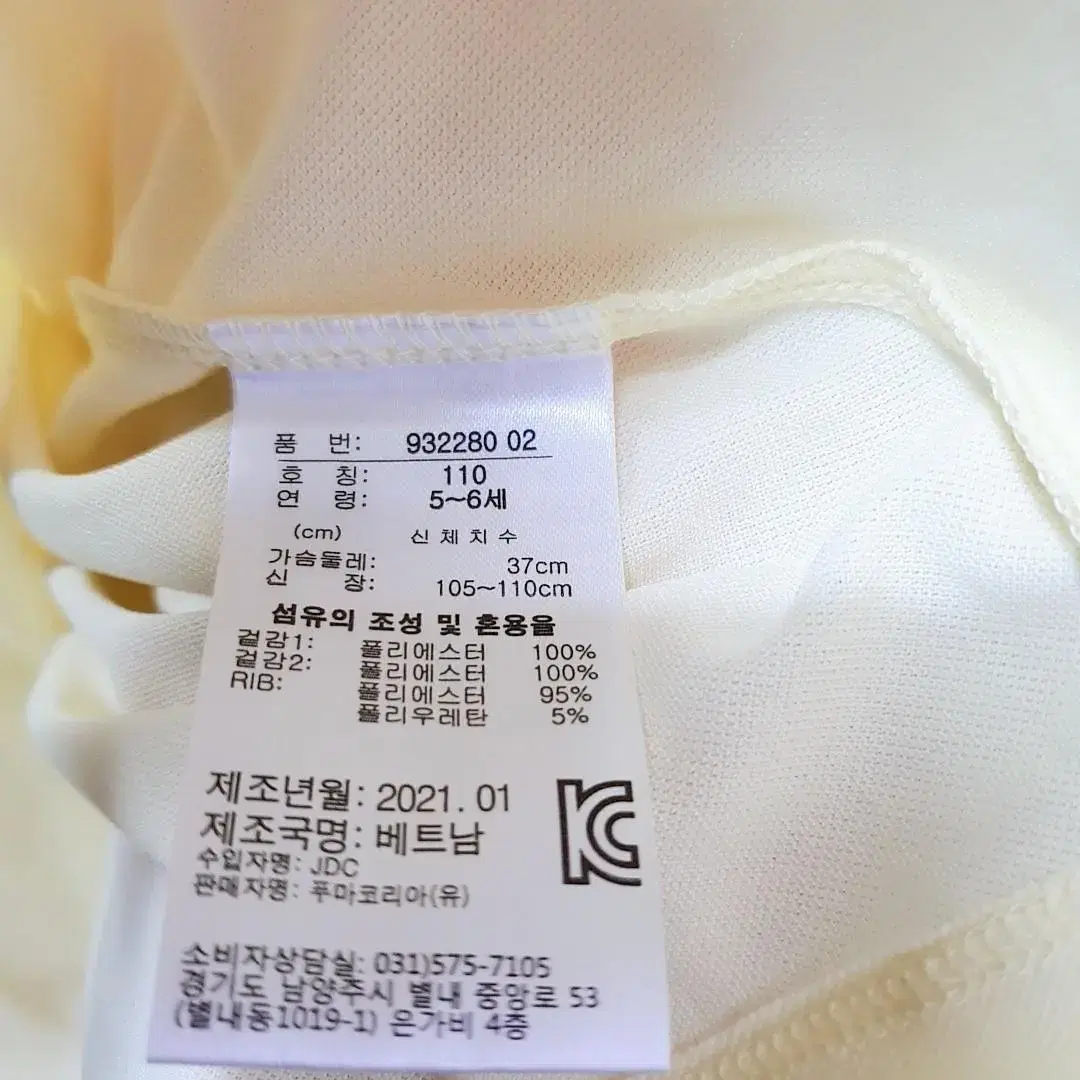 품 번: 932280 02
호 칭: 110
연 령: 5~6세
(cm) 신체치수
가슴둘레: 37cm
신 장: 105~110cm
섬유의 조성 및 혼용율
겉감1: 폴리에스터 100%
겉감2: 폴리에스터 100%
RIB: 폴리에스터 95%
폴리우레탄 5%
제조년월: 2021. 01
제조국명: 베트남
수입자명: JDC
판매자명: 푸마코리아(유)
소비자상담실: 031)575-7105
경기도 남양주시 별내 중앙로 53
(별내동1019-1) 은가비 4층
KC